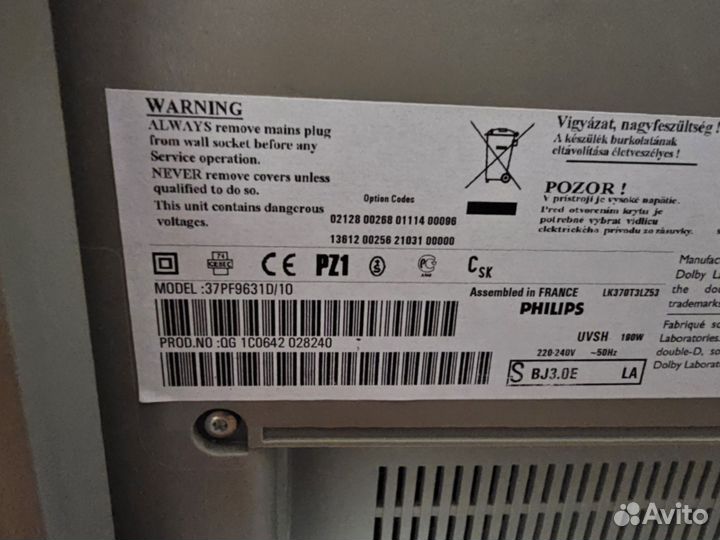 WARNING
ALWAYS remove mains plug
from wall socket before any
Service operation.
NEVER remove covers unless
qualified to do so.
This unit contains dangerous
voltages.
Option Codes
02128 00268 01114 00096
13612 00256 21031 00000
Vigyázat, nagyfeszültség !
A készülék burkolatának
eltávolítása életveszélyes !
POZOR !
V prístroji je vysoké napätie.
Pred otvorením krytu je
potrebné vybrat vidlicu
elektrického prívodu zo zásuvky.
CE PZ1 S CSK
MODEL :37PF9631D/10
Assembled in FRANCE
LK370T3LZ53
PHILIPS
PROD.NO :QG 1C0642 028240
UVSH 180W
220-240V ~50Hz
S BJ3.0E LA
Manufac
Dolby La
the dou
trademarks
Fabriqué so
Laboratories.
double-D, so
Dolby Laborat
Avito